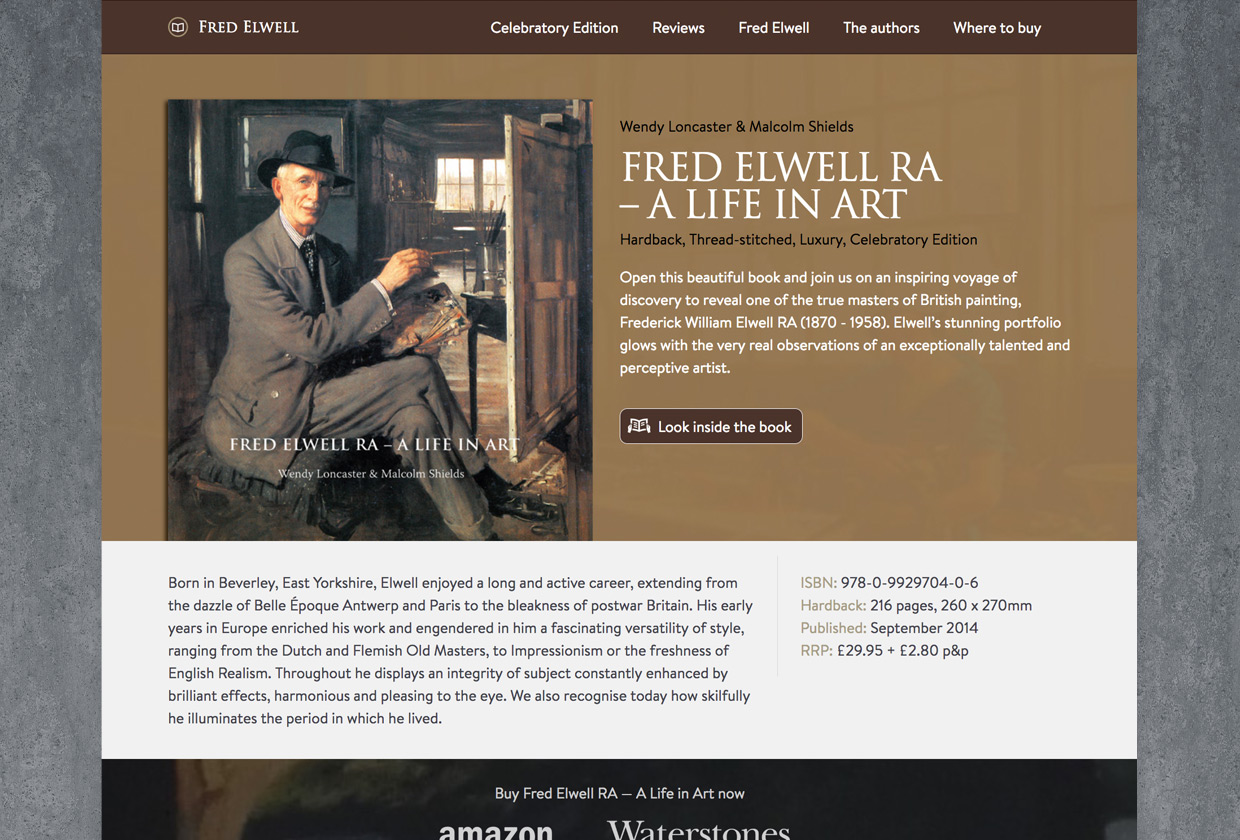 FRED ELWELL
Celebratory Edition
Reviews
Fred Elwell
The authors
Where to buy
FRED ELWELL RA – A LIFE IN ART
Wendy Loncaster & Malcolm Shields
Wendy Loncaster & Malcolm Shields
FRED ELWELL RA
– A LIFE IN ART
Hardback, Thread-stitched, Luxury, Celebratory Edition
Open this beautiful book and join us on an inspiring voyage of
discovery to reveal one of the true masters of British painting,
Frederick William Elwell RA (1870 - 1958). Elwell's stunning portfolio
glows with the very real observations of an exceptionally talented and
perceptive artist.
Look inside the book
Born in Beverley, East Yorkshire, Elwell enjoyed a long and active career, extending from
the dazzle of Belle Époque Antwerp and Paris to the bleakness of postwar Britain. His early
years in Europe enriched his work and engendered in him a fascinating versatility of style,
ranging from the Dutch and Flemish Old Masters, to Impressionism or the freshness of
English Realism. Throughout he displays an integrity of subject constantly enhanced by
brilliant effects, harmonious and pleasing to the eye. We also recognise today how skilfully
he illuminates the period in which he lived.
ISBN: 978-0-9929704-0-6
Hardback: 216 pages, 260 x 270mm
Published: September 2014
RRP: £29.95 + £2.80 p&p
Buy Fred Elwell RA — A Life in Art now
amazon
Waterstones